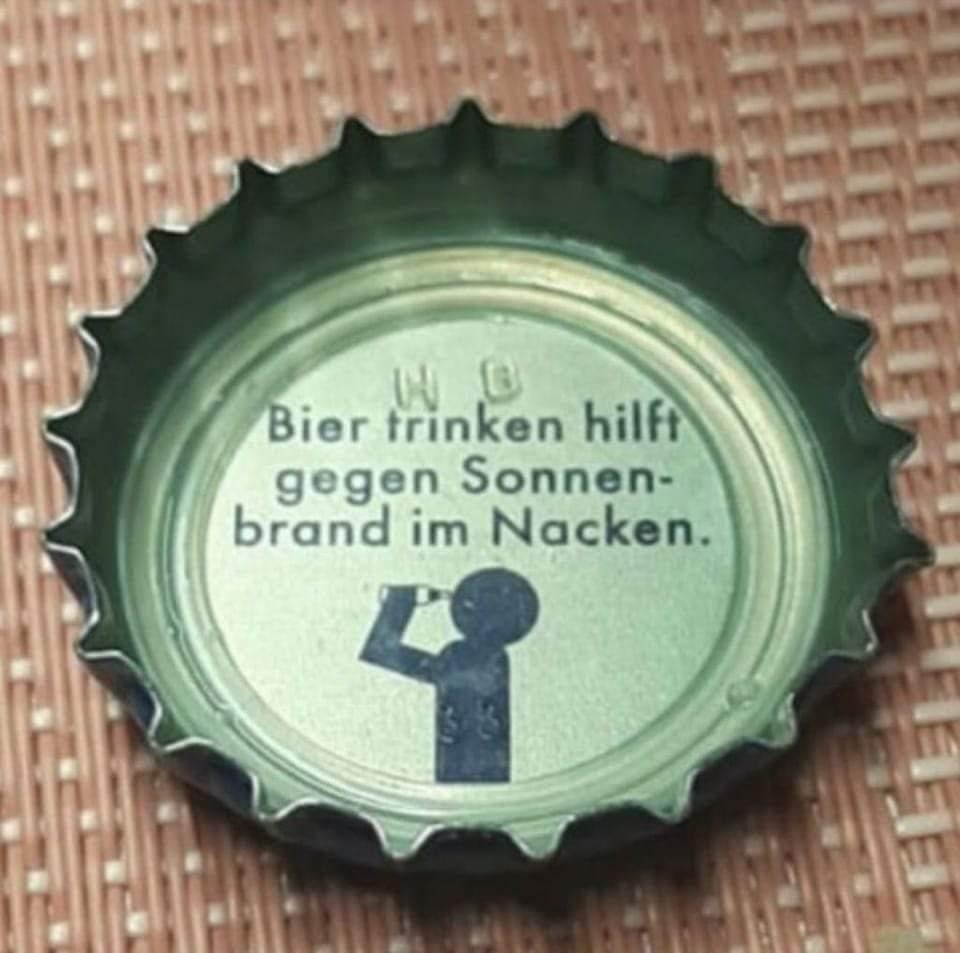 H B
Bier trinken hilft
gegen Sonnen-
brand im Nacken.